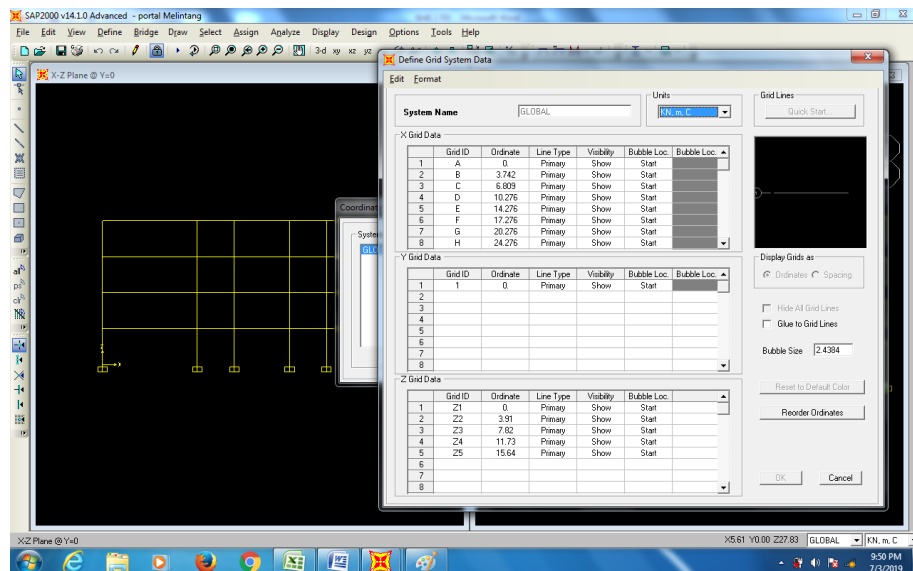 SAP2000 v14.1.0 Advanced - portal Melintang
File Edit View Define Bridge Draw Select Assign Analyze Display Design Options Tools Help
3-d xy xz yz
X-Z Plane @ Y=0
Define Grid System Data
Edit Format
System Name GLOBAL
Units
KN, m, C
Grid Lines
Quick Start...
X Grid Data
Grid ID Ordinate Line Type Visibility Bubble Loc. Bubble Loc.
1 A 0. Primary Show Start
2 B 3.742 Primary Show Start
3 C 6.809 Primary Show Start
4 D 10.276 Primary Show Start
5 E 14.276 Primary Show Start
6 F 17.276 Primary Show Start
7 G 20.276 Primary Show Start
8 H 24.276 Primary Show Start
Y Grid Data
Grid ID Ordinate Line Type Visibility Bubble Loc. Bubble Loc.
1 1 0. Primary Show Start
2
3
4
5
6
7
8
Z Grid Data
Grid ID Ordinate Line Type Visibility Bubble Loc.
1 Z1 0. Primary Show Start
2 Z2 3.91 Primary Show Start
3 Z3 7.82 Primary Show Start
4 Z4 11.73 Primary Show Start
5 Z5 15.64 Primary Show Start
6
7
8
Display Grids as
Ordinates Spacing
Hide All Grid Lines
Glue to Grid Lines
Bubble Size 2.4384
Reset to Default Color
Reorder Ordinates
OK Cancel
Coordinat
Syste
GLO
X-Z Plane @ Y=0
X5.61 Y0.00 Z27.83 GLOBAL KN, m, C
9:50 PM
7/3/2019